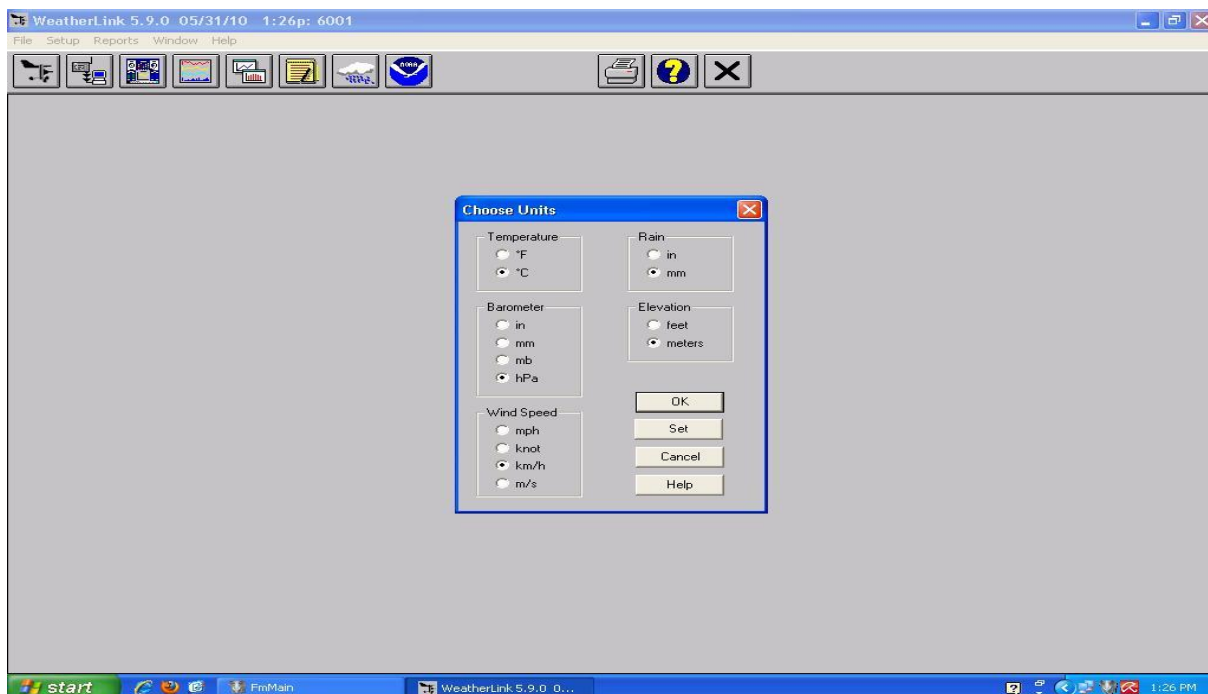 WeatherLink 5.9.0 05/31/10 1:26p: 6001
File Setup Reports Window Help
NOAA
Choose Units
Temperature
°F
°C
Barometer
in
mm
mb
hPa
Wind Speed
mph
knot
km/h
m/s
Rain
in
mm
Elevation
feet
meters
OK
Set
Cancel
Help
start
FmMain
WeatherLink 5.9.0 0...
1:26 PM